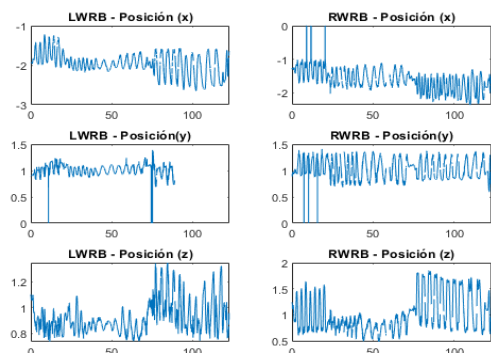 LWRB - Posición (x)
-1
-2
-3
0 50 100
RWRB - Posición (x)
0
-2
0 50 100
LWRB - Posición(y)
1.5
1
0.5
0
0 50 100
RWRB - Posición(y)
1.5
1
0.5
0
0 50 100
LWRB - Posición (z)
1.2
1
0.8
0 50 100
RWRB - Posición (z)
2
1.5
1
0.5
0 50 100